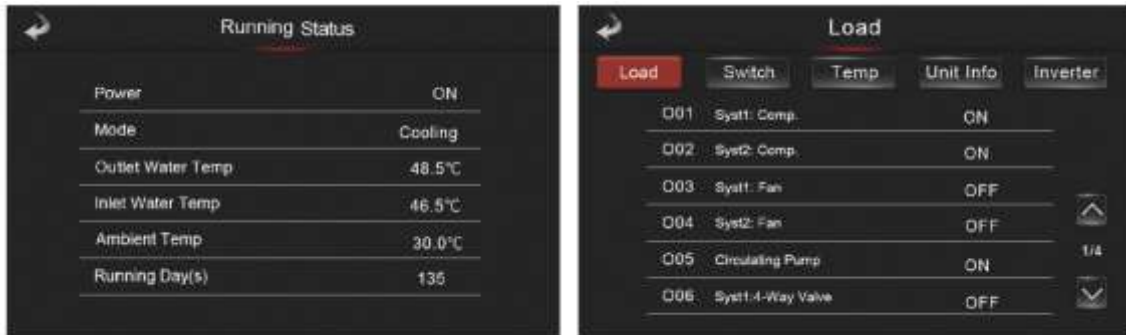 Running Status
Power ON
Mode Cooling
Outlet Water Temp 48.5℃
Inlet Water Temp 46.5℃
Ambient Temp 30.0℃
Running Day(s) 135
Load
Load Switch Temp Unit Info Inverter
O01 Syst1: Comp. ON
O02 Syst2: Comp. ON
O03 Syst1: Fan OFF
O04 Syst2: Fan OFF
1/4
O05 Circulating Pump ON
O06 Syst1:4-Way Valve OFF